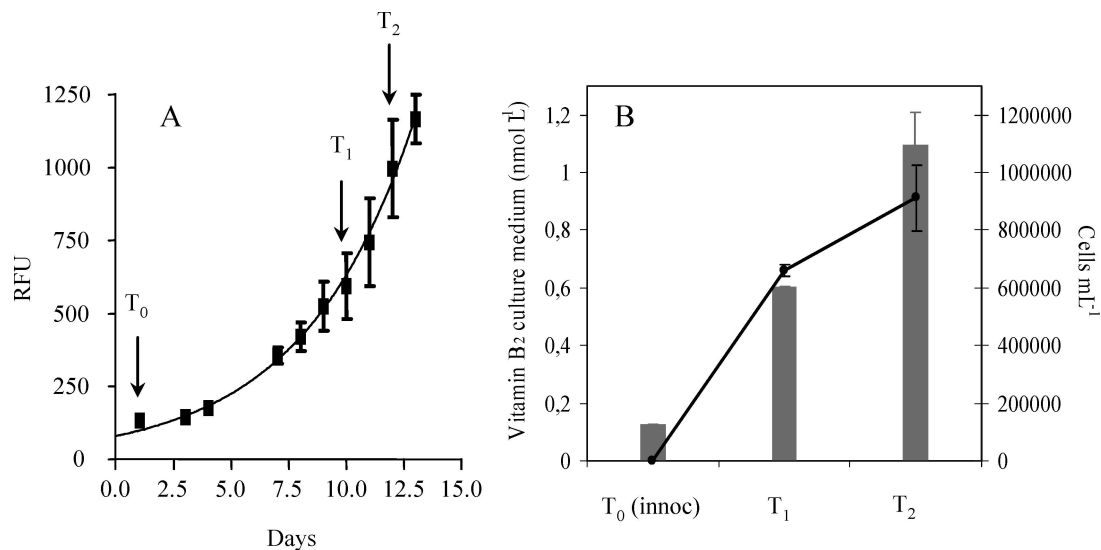 A
T₀
T₁
T₂
RFU
1250
1000
750
500
250
0
0.0 2.5 5.0 7.5 10.0 12.5 15.0
Days
B
Vitamin B₂ culture medium (nmol L⁻)
1,2
1
0,8
0,6
0,4
0,2
0
1200000
1000000
800000
600000
400000
200000
0
Cells mL⁻¹
T₀ (innoc) T₁ T₂